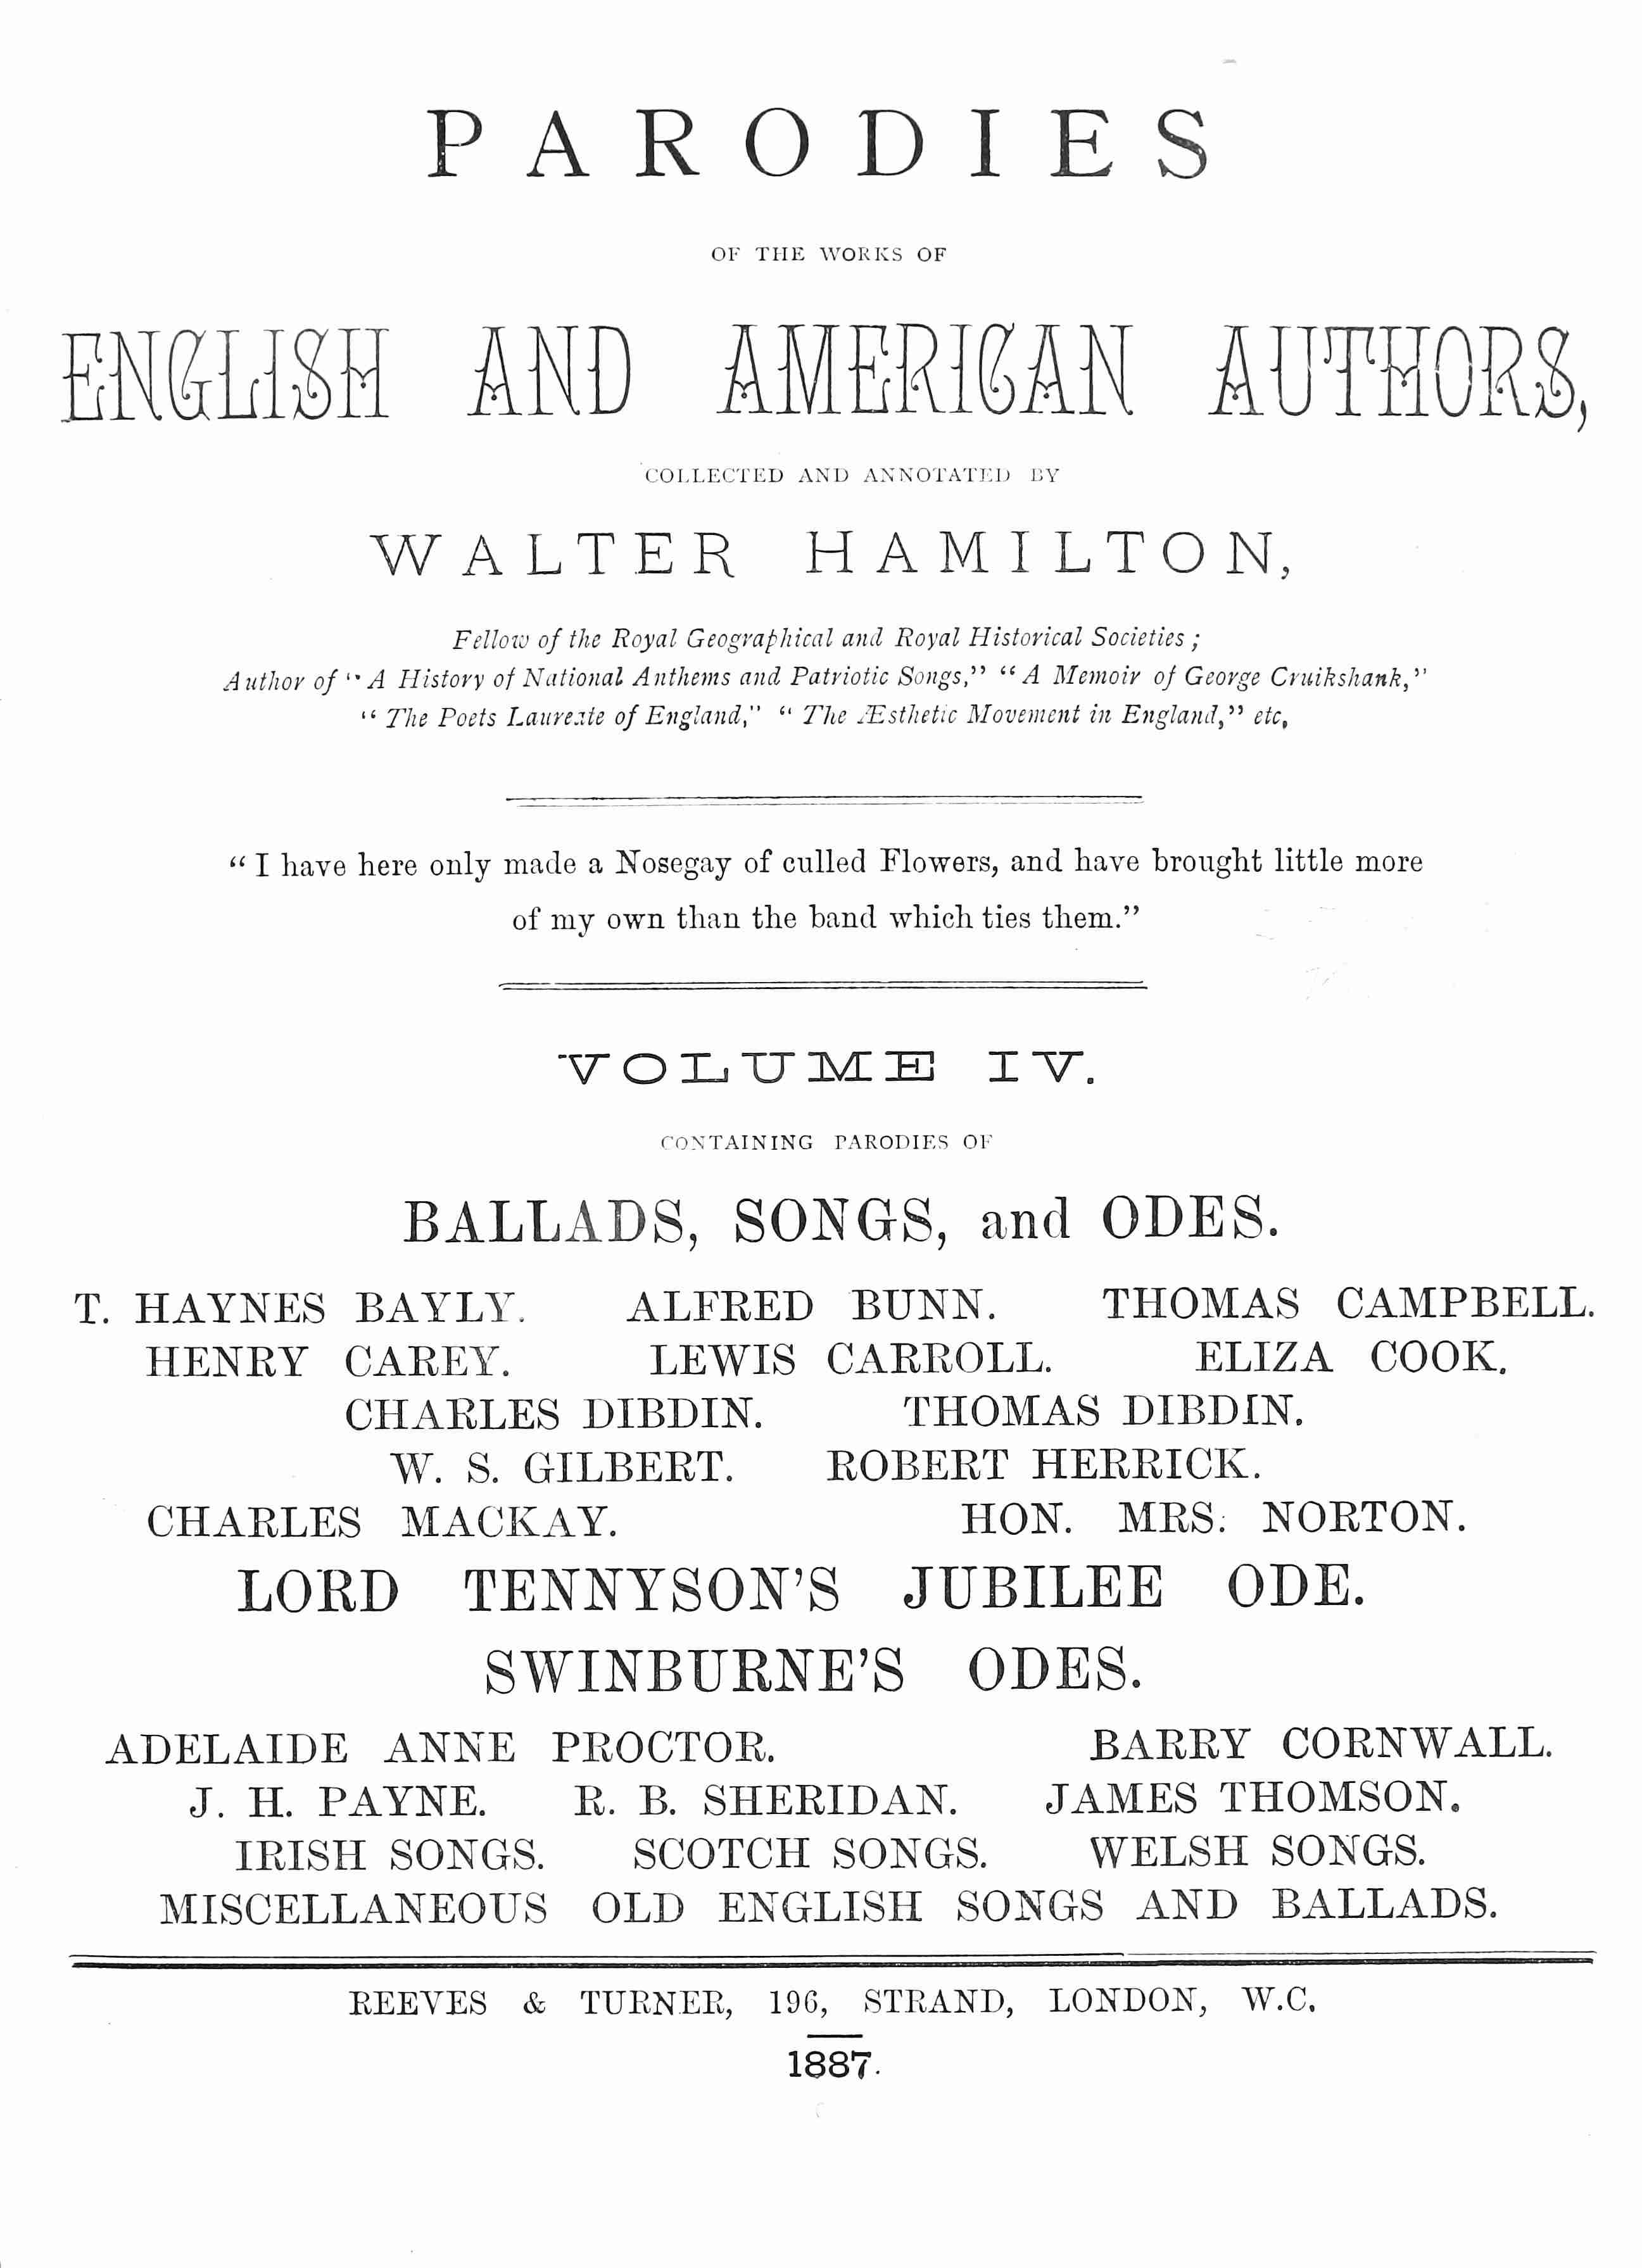 PARODIES
OF THE WORKS OF
ENGLISH AND AMERICAN AUTHORS,
COLLECTED AND ANNOTATED BY
WALTER HAMILTON,
Fellow of the Royal Geographical and Royal Historical Societies;
Author of "A History of National Anthems and Patriotic Songs," "A Memoir of George Cruikshank,"
"The Poets Laureate of England," "The Æsthetic Movement in England," etc,
"I have here only made a Nosegay of culled Flowers, and have brought little more
of my own than the band which ties them."
VOLUME IV.
CONTAINING PARODIES OF
BALLADS, SONGS, and ODES.
T. HAYNES BAYLY. ALFRED BUNN. THOMAS CAMPBELL.
HENRY CAREY. LEWIS CARROLL. ELIZA COOK.
CHARLES DIBDIN. THOMAS DIBDIN.
W. S. GILBERT. ROBERT HERRICK.
CHARLES MACKAY. HON. MRS. NORTON.
LORD TENNYSON'S JUBILEE ODE.
SWINBURNE'S ODES.
ADELAIDE ANNE PROCTOR. BARRY CORNWALL.
J. H. PAYNE. R. B. SHERIDAN. JAMES THOMSON.
IRISH SONGS. SCOTCH SONGS. WELSH SONGS.
MISCELLANEOUS OLD ENGLISH SONGS AND BALLADS.
REEVES & TURNER, 196, STRAND, LONDON, W.C.
1887.